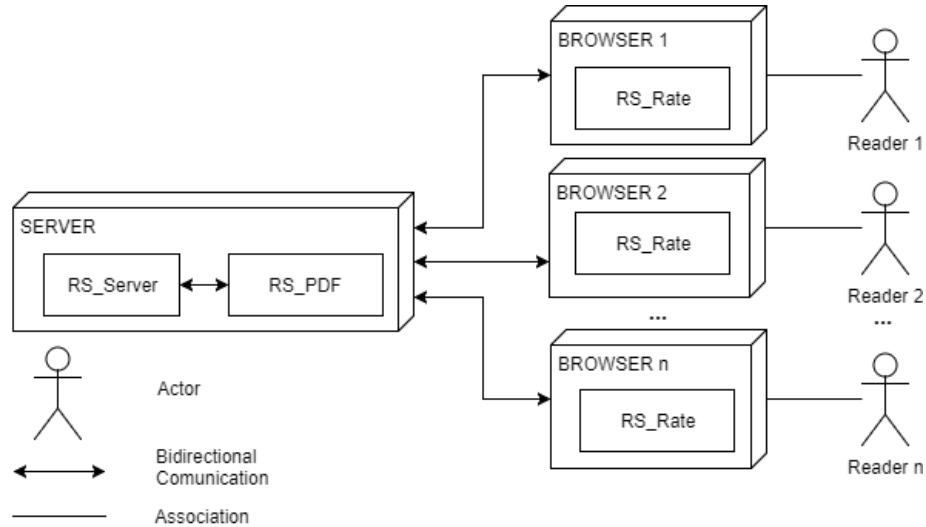 BROWSER 1
RS_Rate
Reader 1
BROWSER 2
RS_Rate
Reader 2
SERVER
RS_Server
RS_PDF
...
...
BROWSER n
RS_Rate
Reader n
Actor
Bidirectional
Comunication
Association